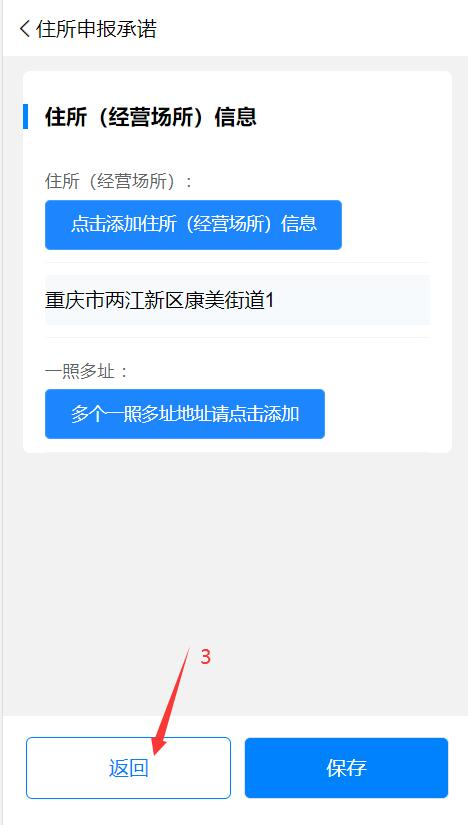 住所申报承诺
住所（经营场所）信息
住所（经营场所）：
点击添加住所（经营场所）信息
重庆市两江新区康美街道1
一照多址：
多个一照多址地址请点击添加
3
返回
保存